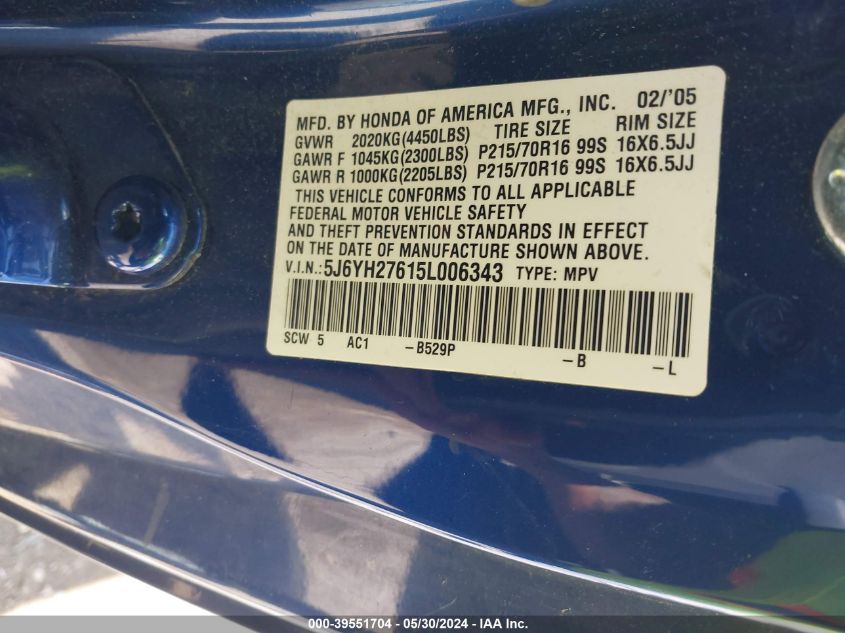 MFD. BY HONDA OF AMERICA MFG., INC. 02/'05
GVWR 2020KG(4450LBS) TIRE SIZE RIM SIZE
GAWR F 1045KG(2300LBS) P215/70R16 99S 16X6.5JJ
GAWR R 1000KG(2205LBS) P215/70R16 99S 16X6.5JJ
THIS VEHICLE CONFORMS TO ALL APPLICABLE
FEDERAL MOTOR VEHICLE SAFETY
AND THEFT PREVENTION STANDARDS IN EFFECT
ON THE DATE OF MANUFACTURE SHOWN ABOVE.
V.I.N.: 5J6YH27615L006343 TYPE: MPV
SCW 5 AC1 -B529P -B -L
000-39551704 - 05/30/2024 - IAA Inc.